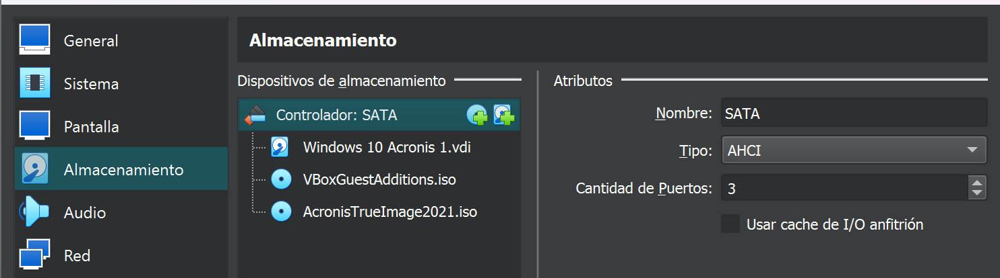 General
Sistema
Pantalla
Almacenamiento
Audio
Red
Almacenamiento
Dispositivos de almacenamiento
Controlador: SATA
Windows 10 Acronis 1.vdi
VBoxGuestAdditions.iso
AcronisTrueImage2021.iso
Atributos
Nombre: SATA
Tipo: AHCI
Cantidad de Puertos: 3
Usar cache de I/O anfitrión